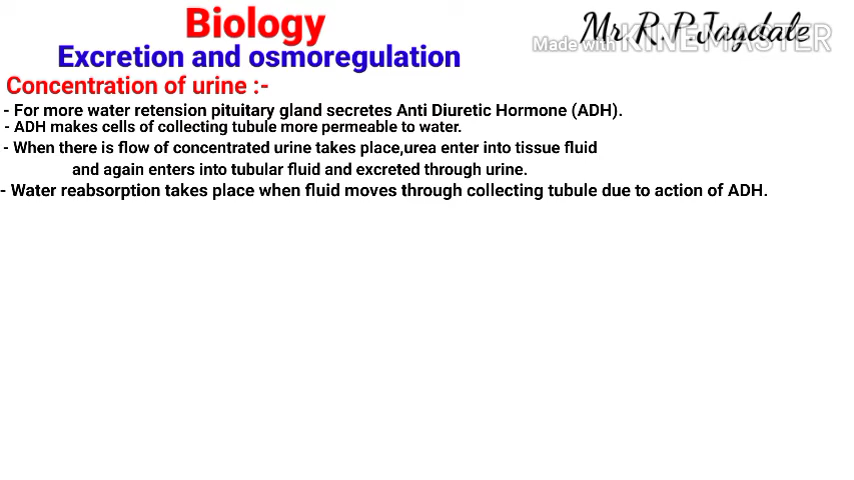 Biology
Mr. R. P. Jagdale
Made with KINEMASTER
Excretion and osmoregulation
Concentration of urine :-
- For more water retension pituitary gland secretes Anti Diuretic Hormone (ADH).
- ADH makes cells of collecting tubule more permeable to water.
- When there is flow of concentrated urine takes place,urea enter into tissue fluid
and again enters into tubular fluid and excreted through urine.
- Water reabsorption takes place when fluid moves through collecting tubule due to action of ADH.